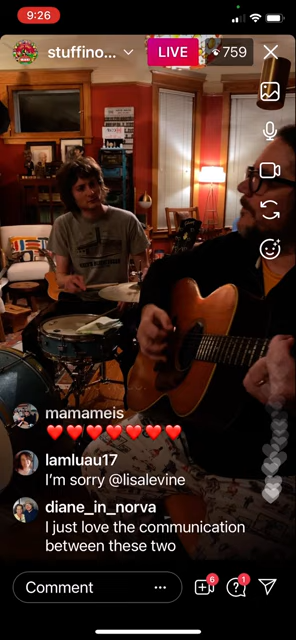 9:26
stuffino...
LIVE
759
mamameis
❤️❤️❤️❤️❤️❤️❤️
lamluau17
I'm sorry @lisalevine
diane_in_norva
I just love the communication
between these two
Comment
6
?
1